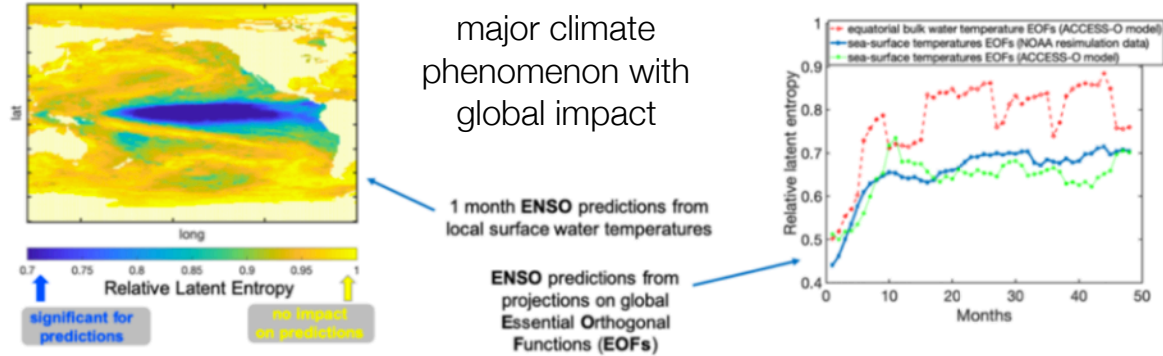 major climate
phenomenon with
global impact
lat
long
0.7 0.75 0.8 0.85 0.9 0.95 1
Relative Latent Entropy
significant for
predictions
no impact
on predictions
1 month ENSO predictions from
local surface water temperatures
ENSO predictions from
projections on global
Essential Orthogonal
Functions (EOFs)
equatorial bulk water temperature EOFs (ACCESS-O model)
sea-surface temperatures EOFs (NOAA resimulation data)
sea-surface temperatures EOFs (ACCESS-O model)
Relative latent entropy
1
0.9
0.8
0.7
0.6
0.5
0.4
0 10 20 30 40 50
Months